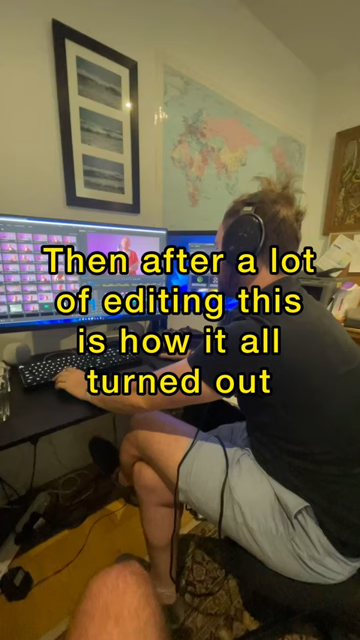 Then after a lot
of editing this
is how it all
turned out